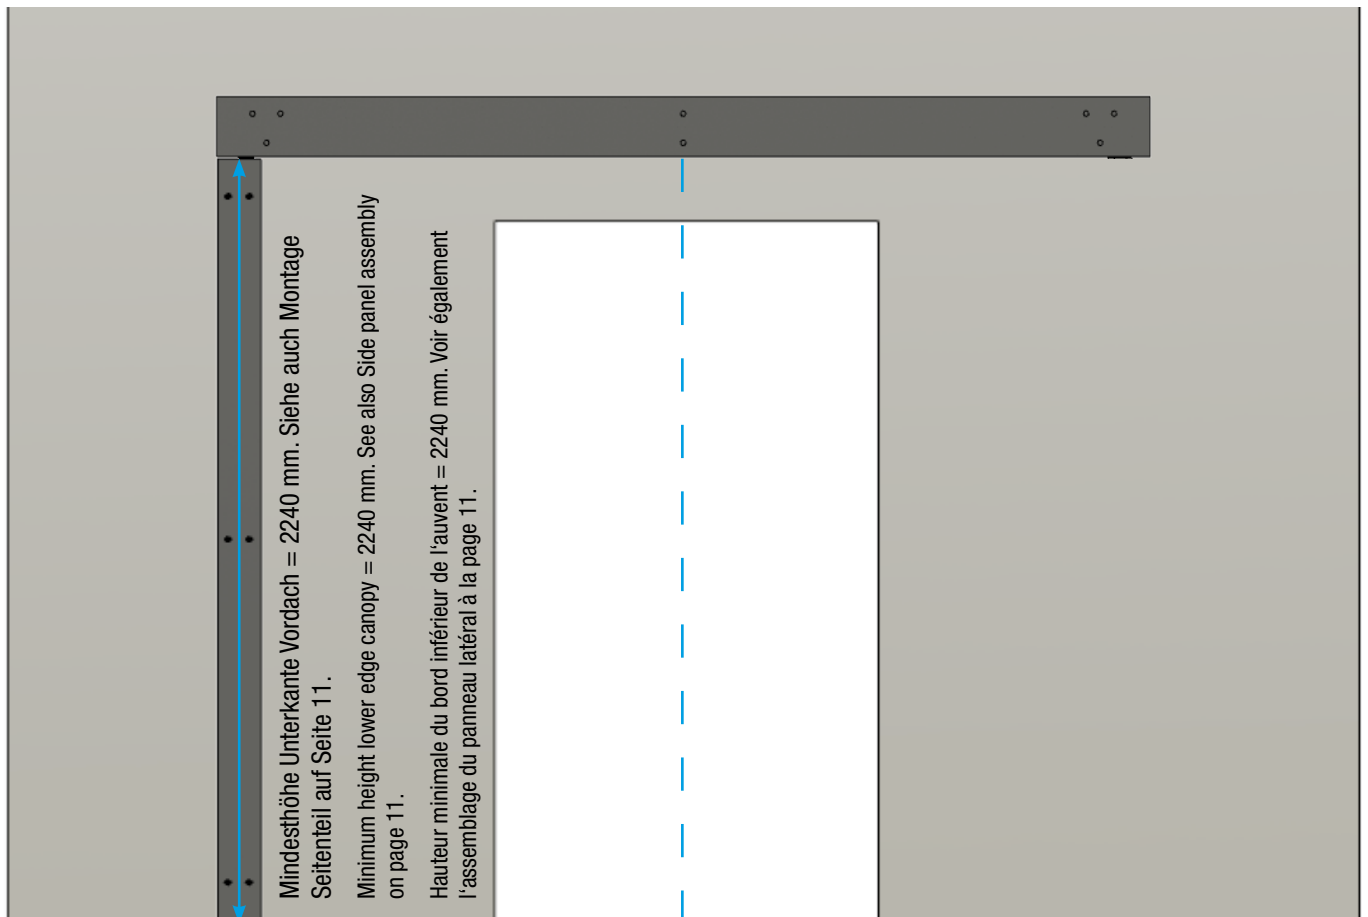 Mindesthöhe Unterkante Vordach = 2240 mm. Siehe auch Montage
Seitenteil auf Seite 11.
Minimum height lower edge canopy = 2240 mm. See also Side panel assembly
on page 11.
Hauteur minimale du bord inférieur de l‘auvent = 2240 mm. Voir également
l‘assemblage du panneau latéral à la page 11.